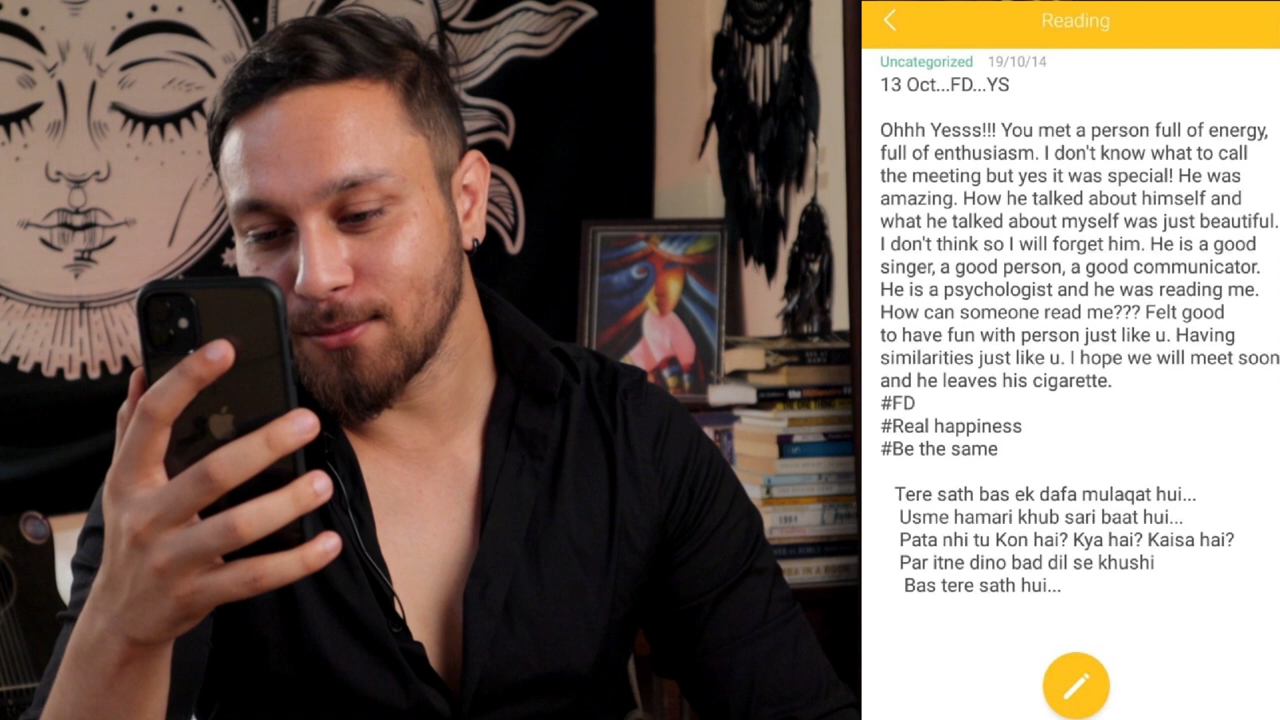 Reading
Uncategorized 19/10/14
13 Oct...FD...YS
Ohhh Yesss!!! You met a person full of energy,
full of enthusiasm. I don't know what to call
the meeting but yes it was special! He was
amazing. How he talked about himself and
what he talked about myself was just beautiful.
I don't think so I will forget him. He is a good
singer, a good person, a good communicator.
He is a psychologist and he was reading me.
How can someone read me??? Felt good
to have fun with person just like u. Having
similarities just like u. I hope we will meet soon
and he leaves his cigarette.
#FD
#Real happiness
#Be the same
Tere sath bas ek dafa mulaqat hui...
Usme hamari khub sari baat hui...
Pata nhi tu Kon hai? Kya hai? Kaisa hai?
Par itne dino bad dil se khushi
Bas tere sath hui...
1984